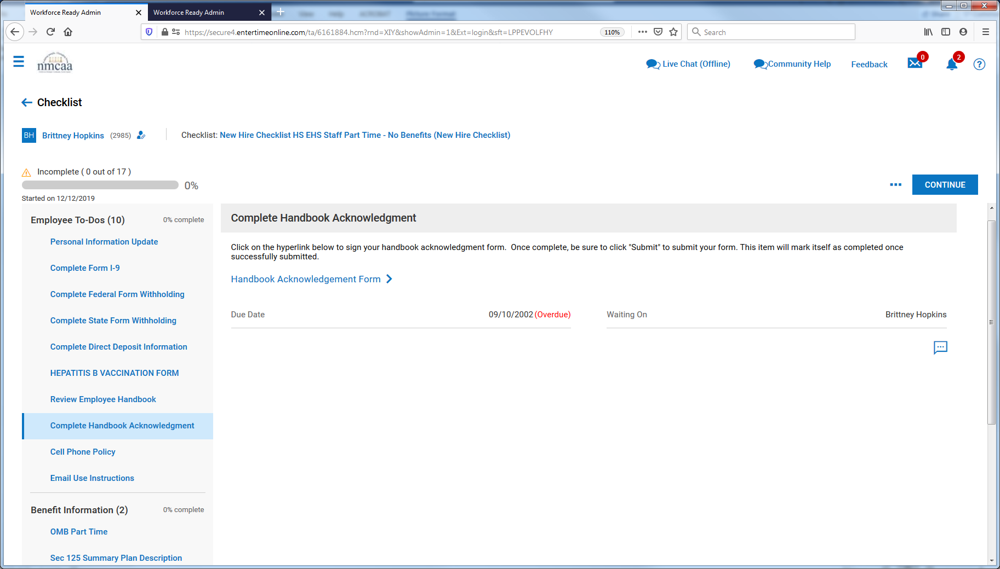 Workforce Ready Admin
Workforce Ready Admin
https://secure4.entertimeonline.com/ta/6161884.hcm?rnd=XIY&showAdmin=1&Ext=login&sft=LPPEVOLFHY
110%
Search
nmcaa
Live Chat (Offline)
Community Help
Feedback
0
2
Checklist
BH Brittney Hopkins (2985)
Checklist: New Hire Checklist HS EHS Staff Part Time - No Benefits (New Hire Checklist)
Incomplete ( 0 out of 17 )
0%
Started on 12/12/2019
CONTINUE
Employee To-Dos (10) 0% complete
Personal Information Update
Complete Form I-9
Complete Federal Form Withholding
Complete State Form Withholding
Complete Direct Deposit Information
HEPATITIS B VACCINATION FORM
Review Employee Handbook
Complete Handbook Acknowledgment
Cell Phone Policy
Email Use Instructions
Benefit Information (2) 0% complete
OMB Part Time
Sec 125 Summary Plan Description
Complete Handbook Acknowledgment
Click on the hyperlink below to sign your handbook acknowledgment form.  Once complete, be sure to click "Submit" to submit your form. This item will mark itself as completed once
successfully submitted.
Handbook Acknowledgement Form
Due Date 09/10/2002 (Overdue)
Waiting On Brittney Hopkins